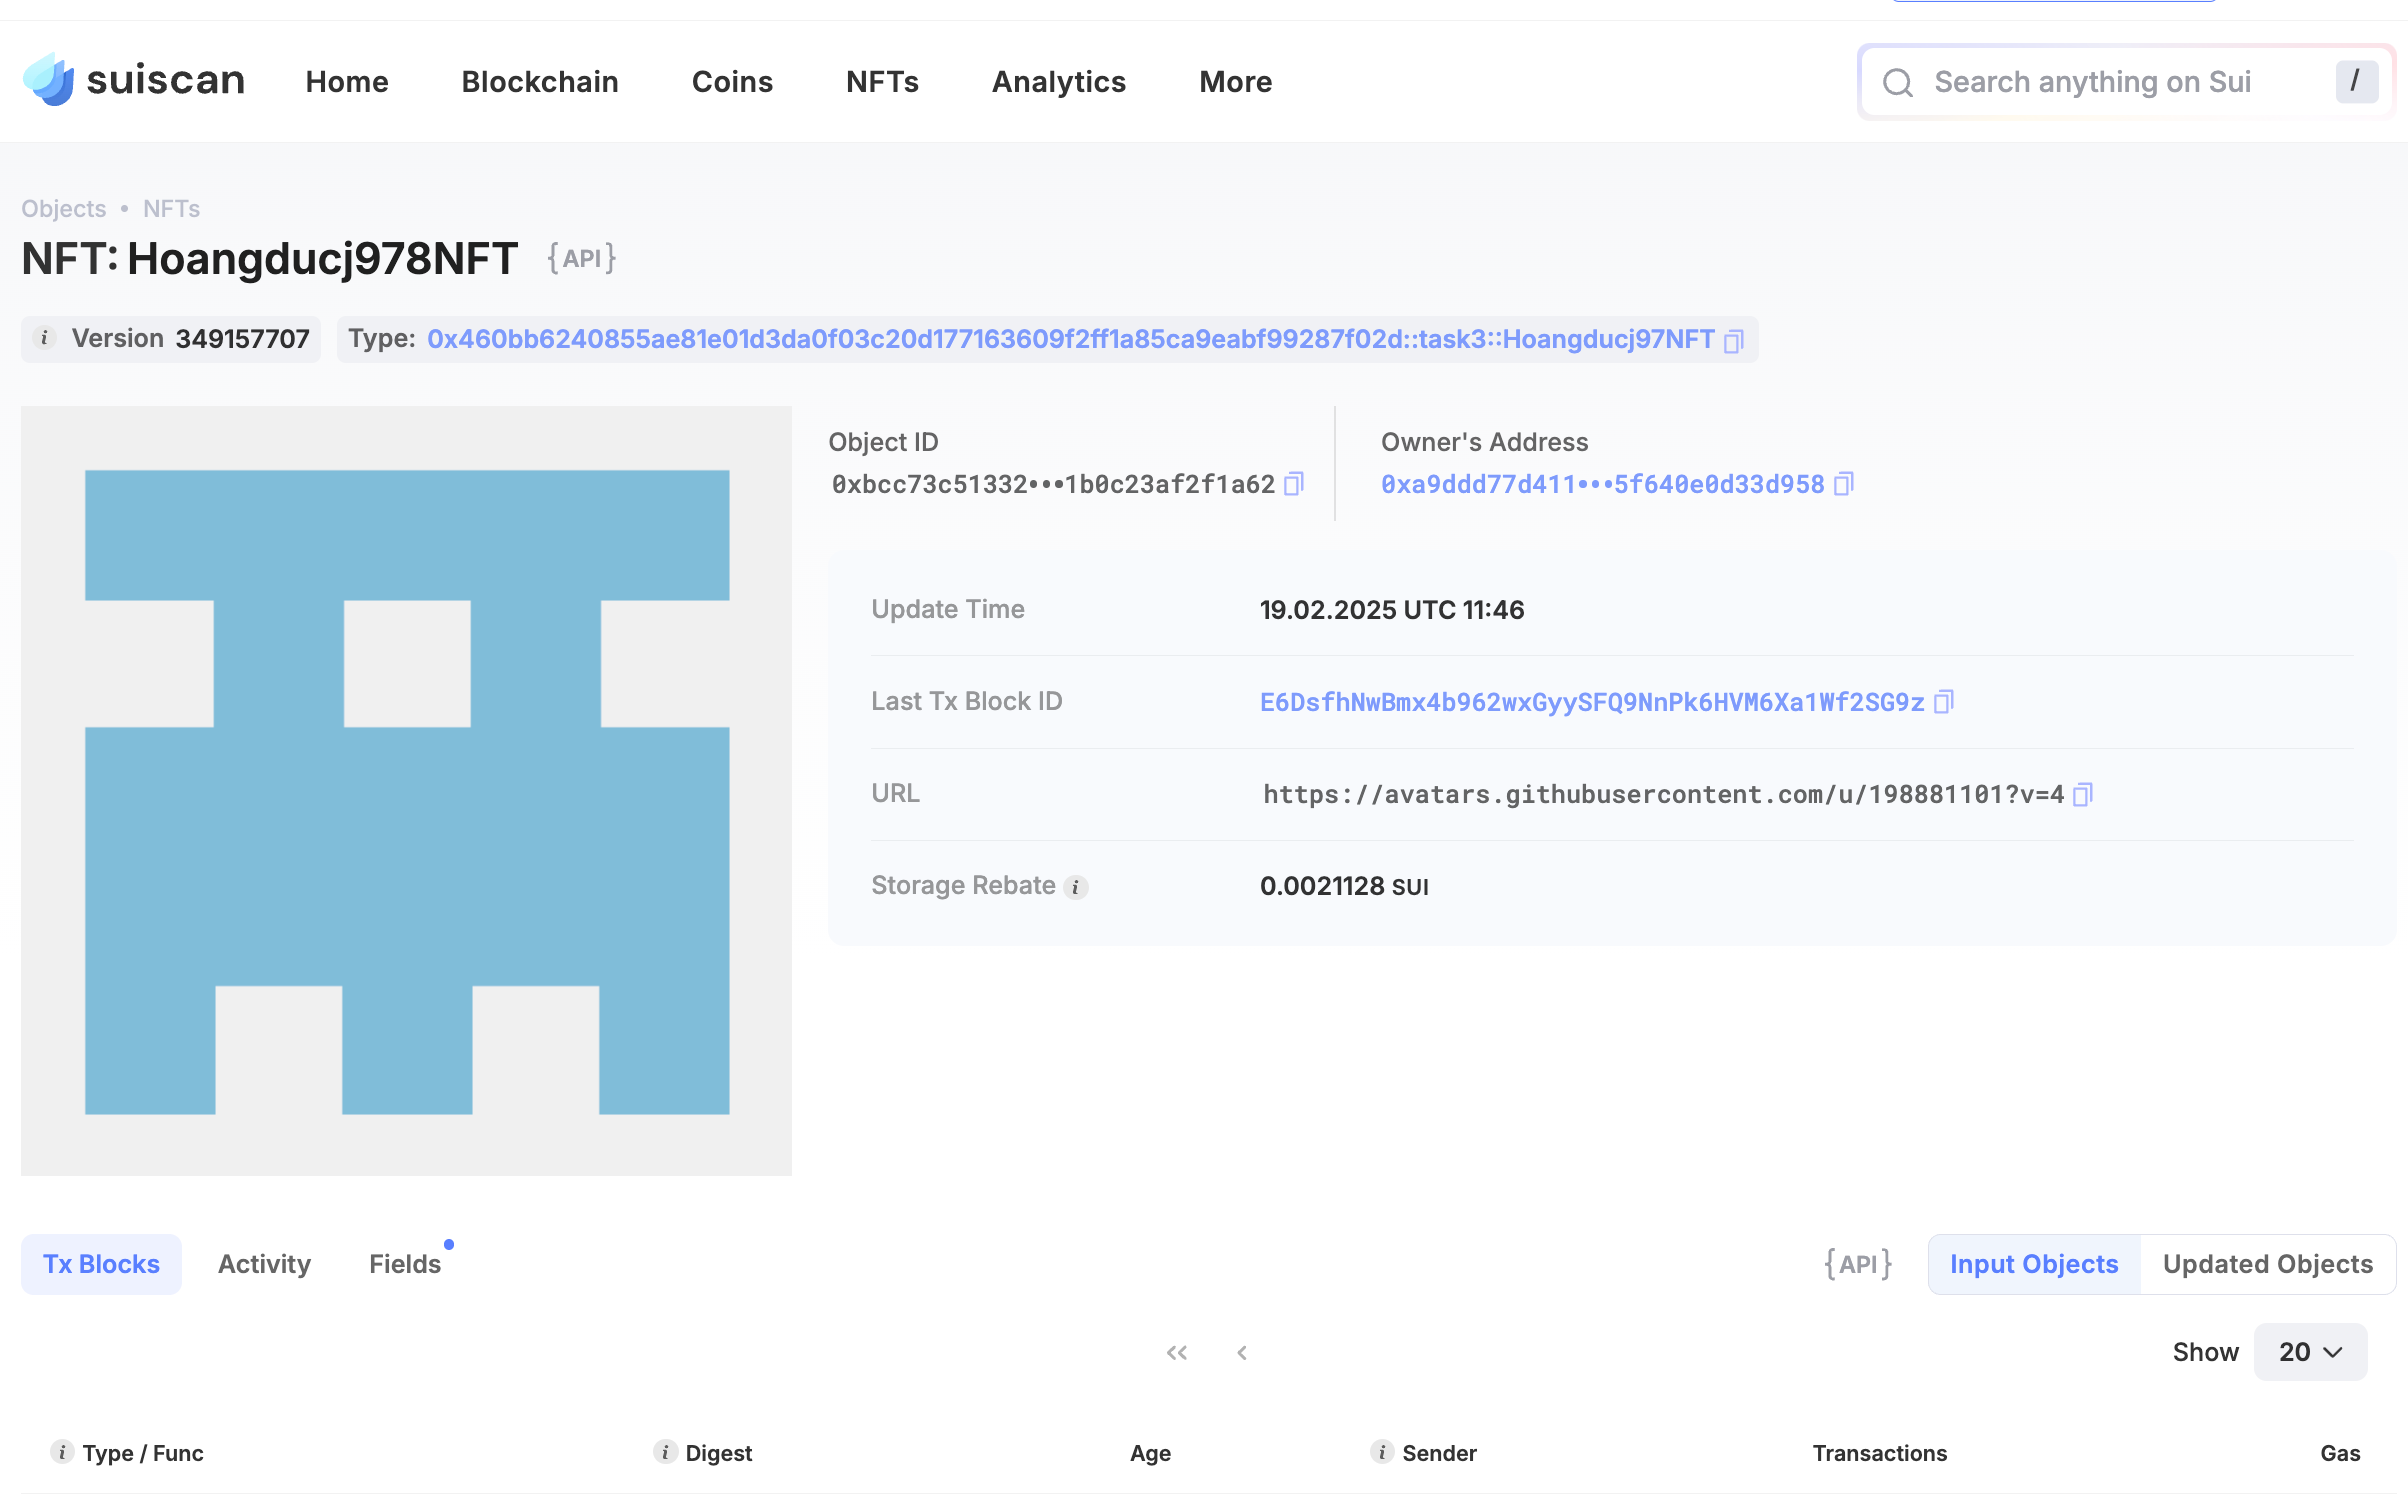 suiscan Home Blockchain Coins NFTs Analytics More Search anything on Sui /
Objects • NFTs
NFT: Hoangducj978NFT {API}
i Version 349157707 Type: 0x460bb6240855ae81e01d3da0f03c20d177163609f2ff1a85ca9eabf99287f02d::task3::Hoangducj97NFT
Object ID
0xbcc73c51332•••1b0c23af2f1a62
Owner's Address
0xa9ddd77d411•••5f640e0d33d958
Update Time 19.02.2025 UTC 11:46
Last Tx Block ID E6DsfhNwBmx4b962wxGyySFQ9NnPk6HVM6Xa1Wf2SG9z
URL https://avatars.githubusercontent.com/u/198881101?v=4
Storage Rebate i 0.0021128 SUI
Tx Blocks Activity Fields {API} Input Objects Updated Objects
Show 20
i Type / Func i Digest Age i Sender Transactions Gas